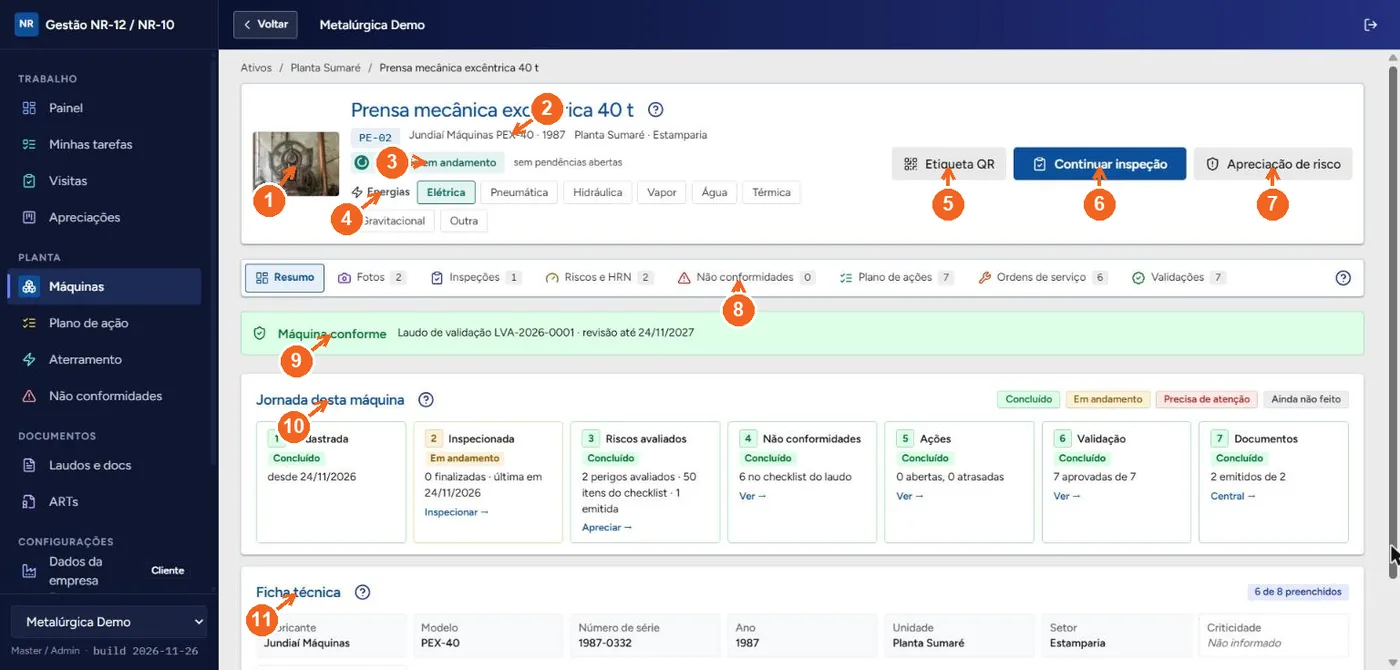 NR Gestão NR-12 / NR-10
Voltar
Metalúrgica Demo
TRABALHO
Painel
Minhas tarefas
Visitas
Apreciações
PLANTA
Máquinas
Plano de ação
Aterramento
Não conformidades
DOCUMENTOS
Laudos e docs
ARTs
CONFIGURAÇÕES
Dados da empresa
Cliente
Metalúrgica Demo
Master / Admin · build 2026-11-26
Ativos / Planta Sumaré / Prensa mecânica excêntrica 40 t
Prensa mecânica 2 40 t
PE-02 Jundiaí Máquinas PEX-40 · 1987 Planta Sumaré · Estamparia
3 em andamento sem pendências abertas
1
4
Energias Elétrica Pneumática Hidráulica Vapor Água Térmica
Gravitacional Outra
Etiqueta QR
Continuar inspeção
Apreciação de risco
5
6
7
Resumo Fotos 2 Inspeções 1 Riscos e HRN 2 Não conformidades 0 Plano de ações 7 Ordens de serviço 6 Validações 7
8
Máquina conforme Laudo de validação LVA-2026-0001 · revisão até 24/11/2027
9
Jornada desta máquina
Concluído Em andamento Precisa de atenção Ainda não feito
10
1
Concluído
desde 24/11/2026
2 Inspecionada
Em andamento
0 finalizadas · última em
24/11/2026
Inspecionar →
3 Riscos avaliados
Concluído
2 perigos avaliados · 50
itens do checklist · 1
emitida
Apreciar →
4 Não conformidades
Concluído
6 no checklist do laudo
Ver →
5 Ações
Concluído
0 abertas, 0 atrasadas
Ver →
6 Validação
Concluído
7 aprovadas de 7
Ver →
7 Documentos
Concluído
2 emitidos de 2
Central →
Ficha técnica
6 de 8 preenchidos
11
Jundiaí Máquinas
Modelo
PEX-40
Número de série
1987-0332
Ano
1987
Unidade
Planta Sumaré
Setor
Estamparia
Criticidade
Não informado